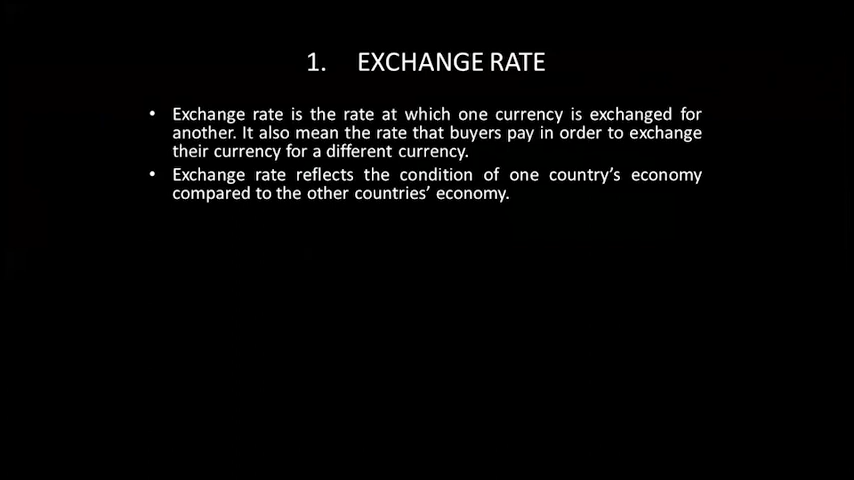 1. EXCHANGE RATE
• Exchange rate is the rate at which one currency is exchanged for
another. It also mean the rate that buyers pay in order to exchange
their currency for a different currency.
• Exchange rate reflects the condition of one country’s economy
compared to the other countries’ economy.